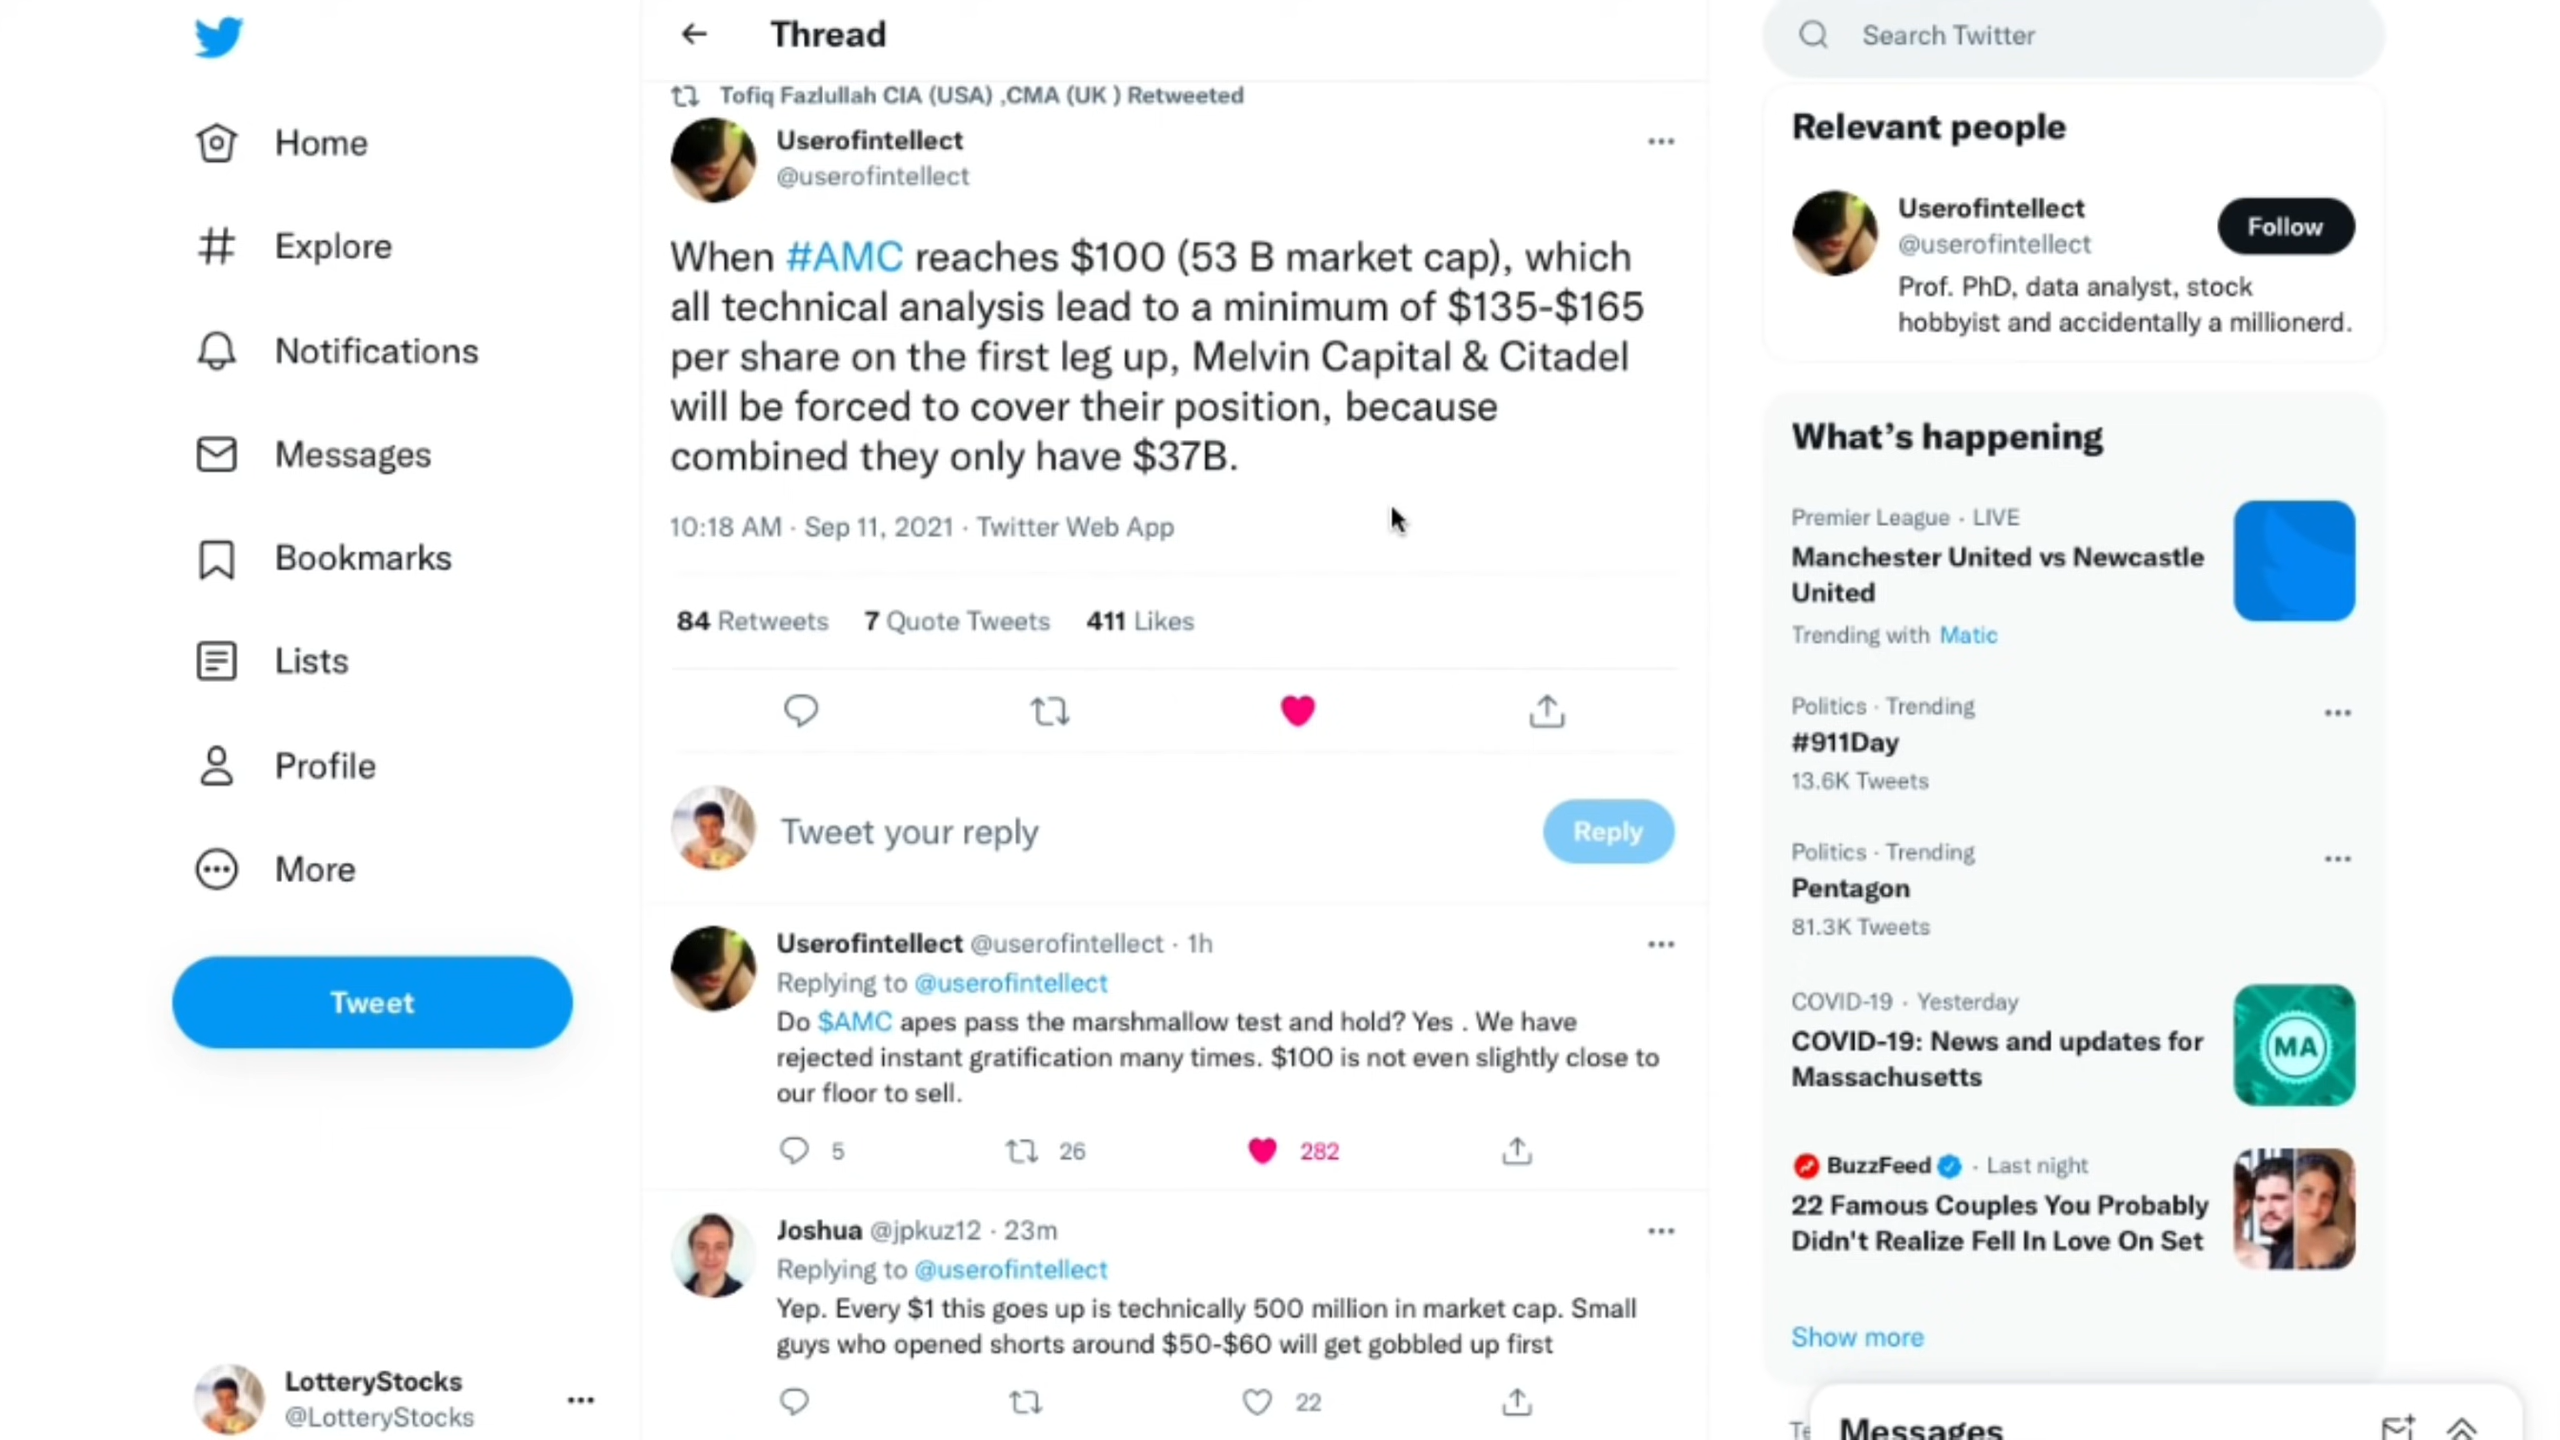 Home
Explore
Notifications
Messages
Bookmarks
Lists
Profile
More
Tweet
LotteryStocks
@LotteryStocks
Thread
Tofiq Fazlullah CIA (USA) ,CMA (UK ) Retweeted
Userofintellect
@userofintellect
When #AMC reaches $100 (53 B market cap), which
all technical analysis lead to a minimum of $135-$165
per share on the first leg up, Melvin Capital & Citadel
will be forced to cover their position, because
combined they only have $37B.
10:18 AM · Sep 11, 2021 · Twitter Web App
84 Retweets 7 Quote Tweets 411 Likes
Tweet your reply
Reply
Userofintellect @userofintellect · 1h
Replying to @userofintellect
Do $AMC apes pass the marshmallow test and hold? Yes . We have
rejected instant gratification many times. $100 is not even slightly close to
our floor to sell.
5 26 282
Joshua @jpkuz12 · 23m
Replying to @userofintellect
Yep. Every $1 this goes up is technically 500 million in market cap. Small
guys who opened shorts around $50-$60 will get gobbled up first
22
Search Twitter
Relevant people
Userofintellect
@userofintellect
Follow
Prof. PhD, data analyst, stock
hobbyist and accidentally a millionerd.
What's happening
Premier League · LIVE
Manchester United vs Newcastle
United
Trending with Matic
Politics · Trending
#911Day
13.6K Tweets
Politics · Trending
Pentagon
81.3K Tweets
COVID-19 · Yesterday
COVID-19: News and updates for
Massachusetts
MA
BuzzFeed · Last night
22 Famous Couples You Probably
Didn't Realize Fell In Love On Set
Show more
Messages